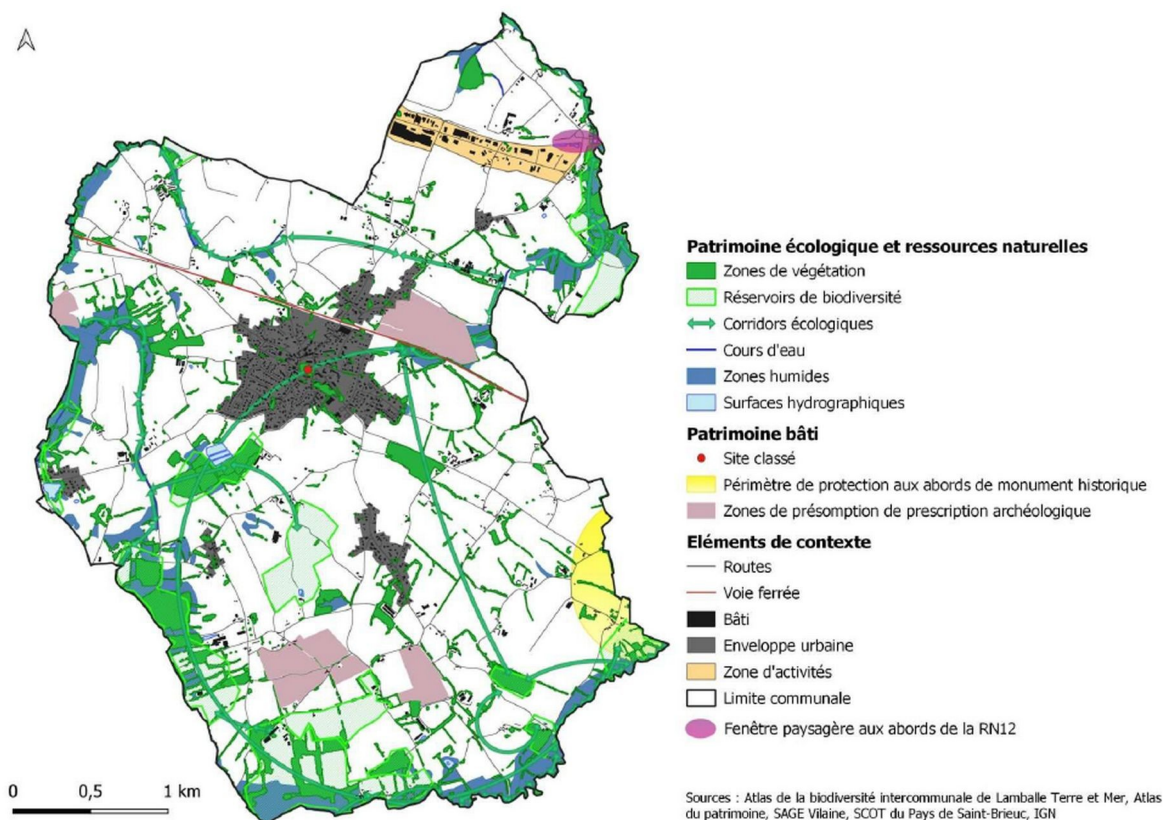 Patrimoine écologique et ressources naturelles
Zones de végétation
Réservoirs de biodiversité
Corridors écologiques
Cours d'eau
Zones humides
Surfaces hydrographiques
Patrimoine bâti
Site classé
Périmètre de protection aux abords de monument historique
Zones de présomption de prescription archéologique
Eléments de contexte
Routes
Voie ferrée
Bâti
Enveloppe urbaine
Zone d'activités
Limite communale
Fenêtre paysagère aux abords de la RN12
0 0,5 1 km
Sources : Atlas de la biodiversité intercommunale de Lamballe Terre et Mer, Atlas
du patrimoine, SAGE Vilaine, SCOT du Pays de Saint-Brieuc, IGN